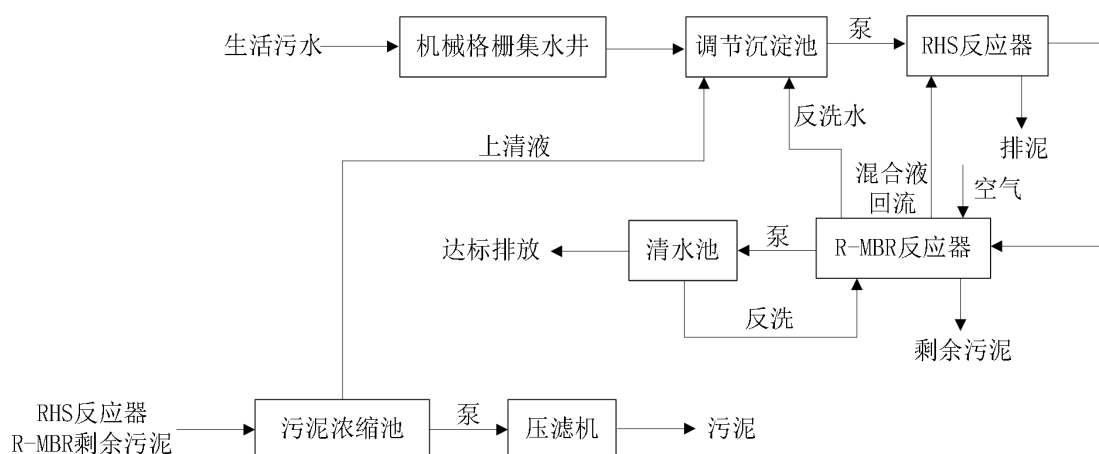 生活污水
机械格栅集水井
调节沉淀池
泵
RHS反应器
反洗水
排泥
上清液
混合液
回流
空气
达标排放
清水池
泵
R-MBR反应器
反洗
剩余污泥
RHS反应器
R-MBR剩余污泥
污泥浓缩池
泵
压滤机
污泥